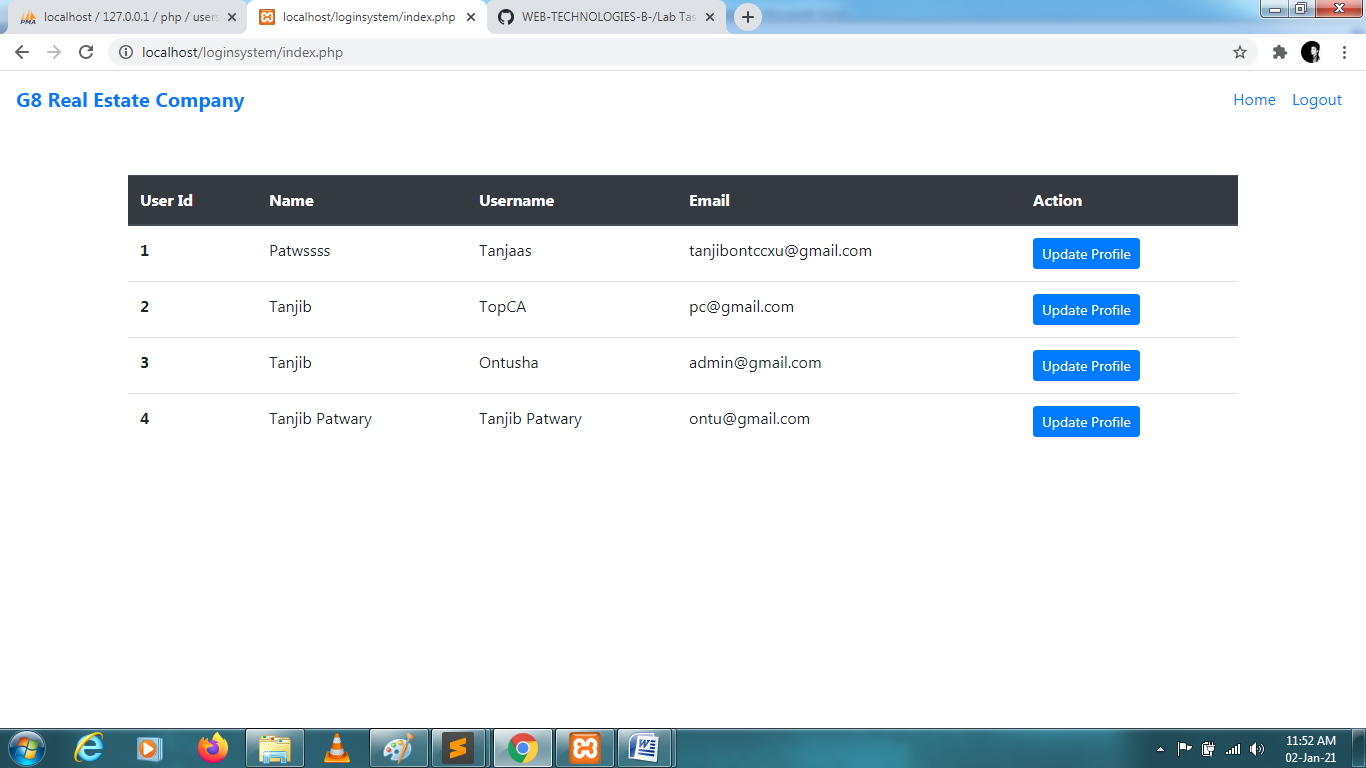 localhost / 127.0.0.1 / php / users
localhost/loginsystem/index.php
WEB-TECHNOLOGIES-B-/Lab Tas
localhost/loginsystem/index.php
G8 Real Estate Company Home Logout
User Id Name Username Email Action
1 Patwssss Tanjaas tanjibontccxu@gmail.com Update Profile
2 Tanjib TopCA pc@gmail.com Update Profile
3 Tanjib Ontusha admin@gmail.com Update Profile
4 Tanjib Patwary Tanjib Patwary ontu@gmail.com Update Profile
11:52 AM
02-Jan-21